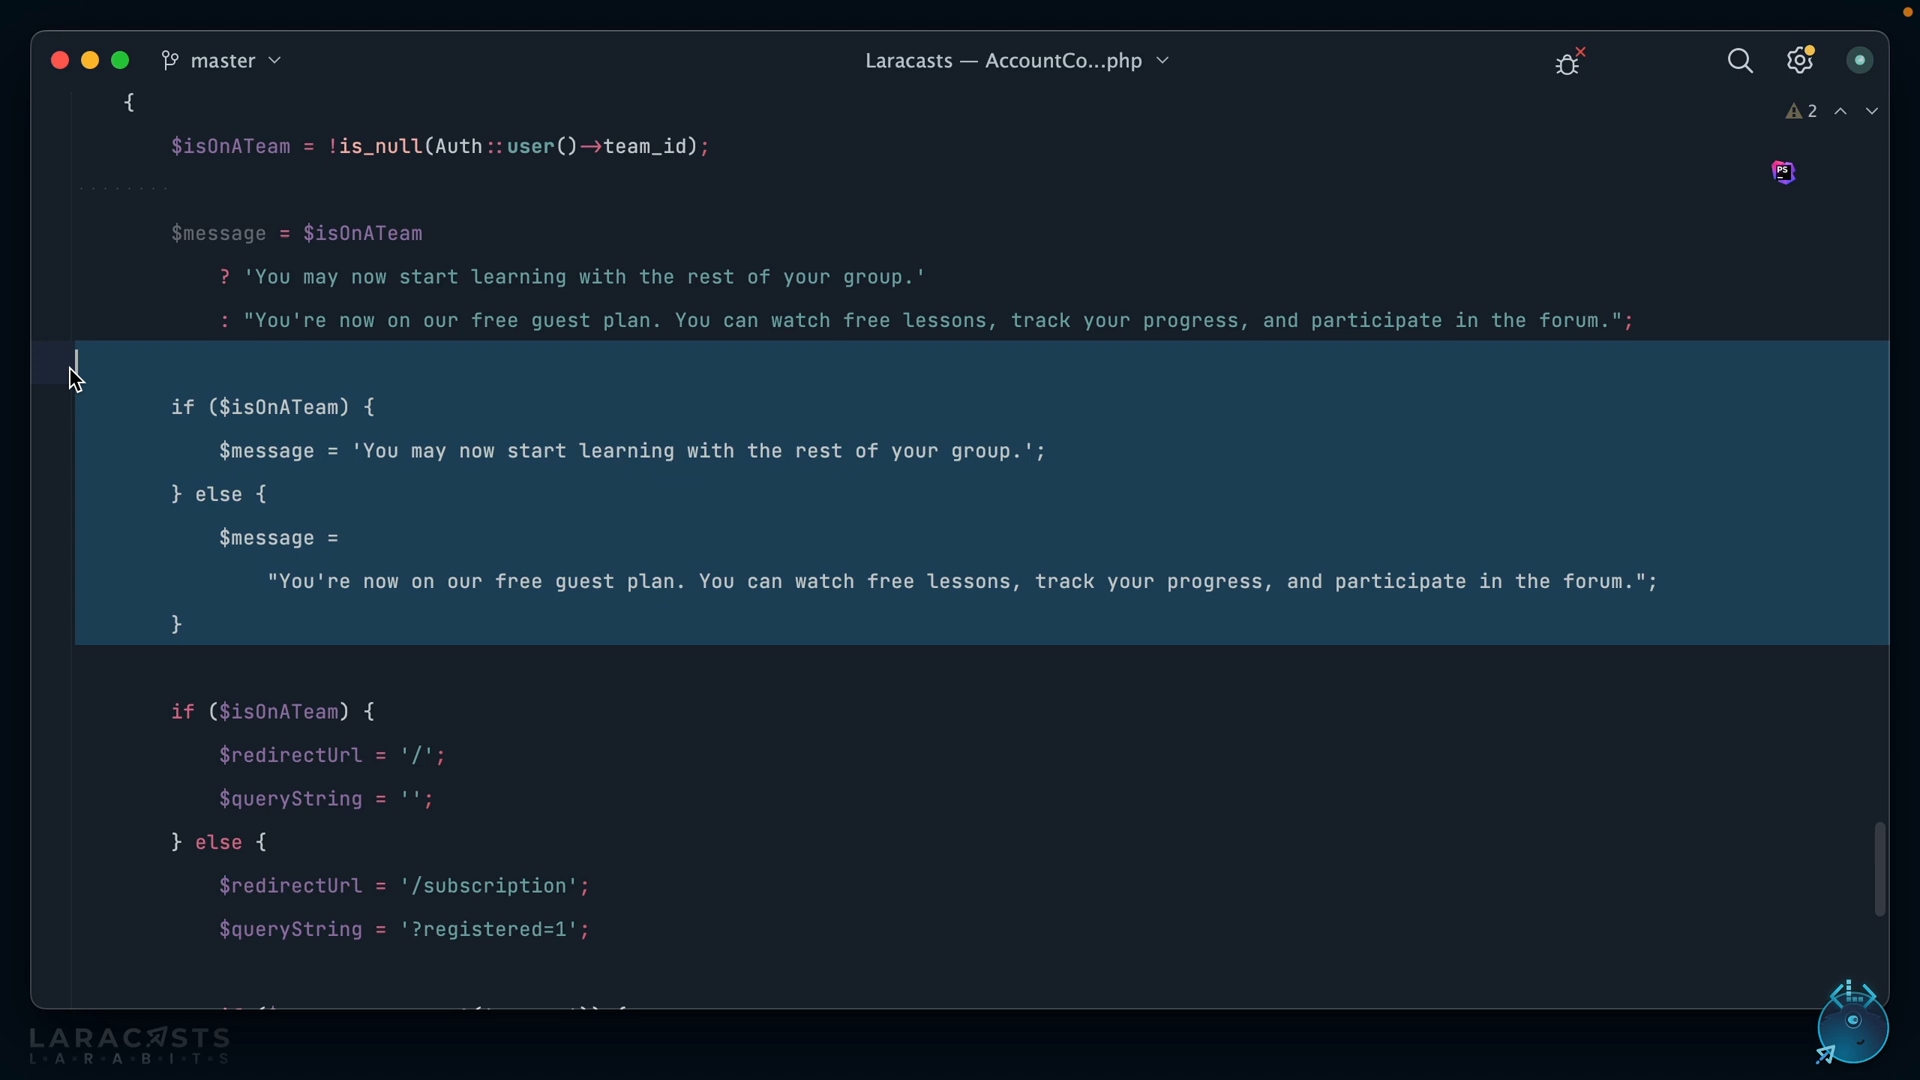 master
Laracasts — AccountCo...php
{
2
$isOnATeam = !is_null(Auth::user()->team_id);
PS
$message = $isOnATeam
? 'You may now start learning with the rest of your group.'
: "You're now on our free guest plan. You can watch free lessons, track your progress, and participate in the forum.";
if ($isOnATeam) {
$message = 'You may now start learning with the rest of your group.';
} else {
$message =
"You're now on our free guest plan. You can watch free lessons, track your progress, and participate in the forum.";
}
if ($isOnATeam) {
$redirectUrl = '/';
$queryString = '';
} else {
$redirectUrl = '/subscription';
$queryString = '?registered=1';
LARACASTS
L·A·R·A·B·I·T·S